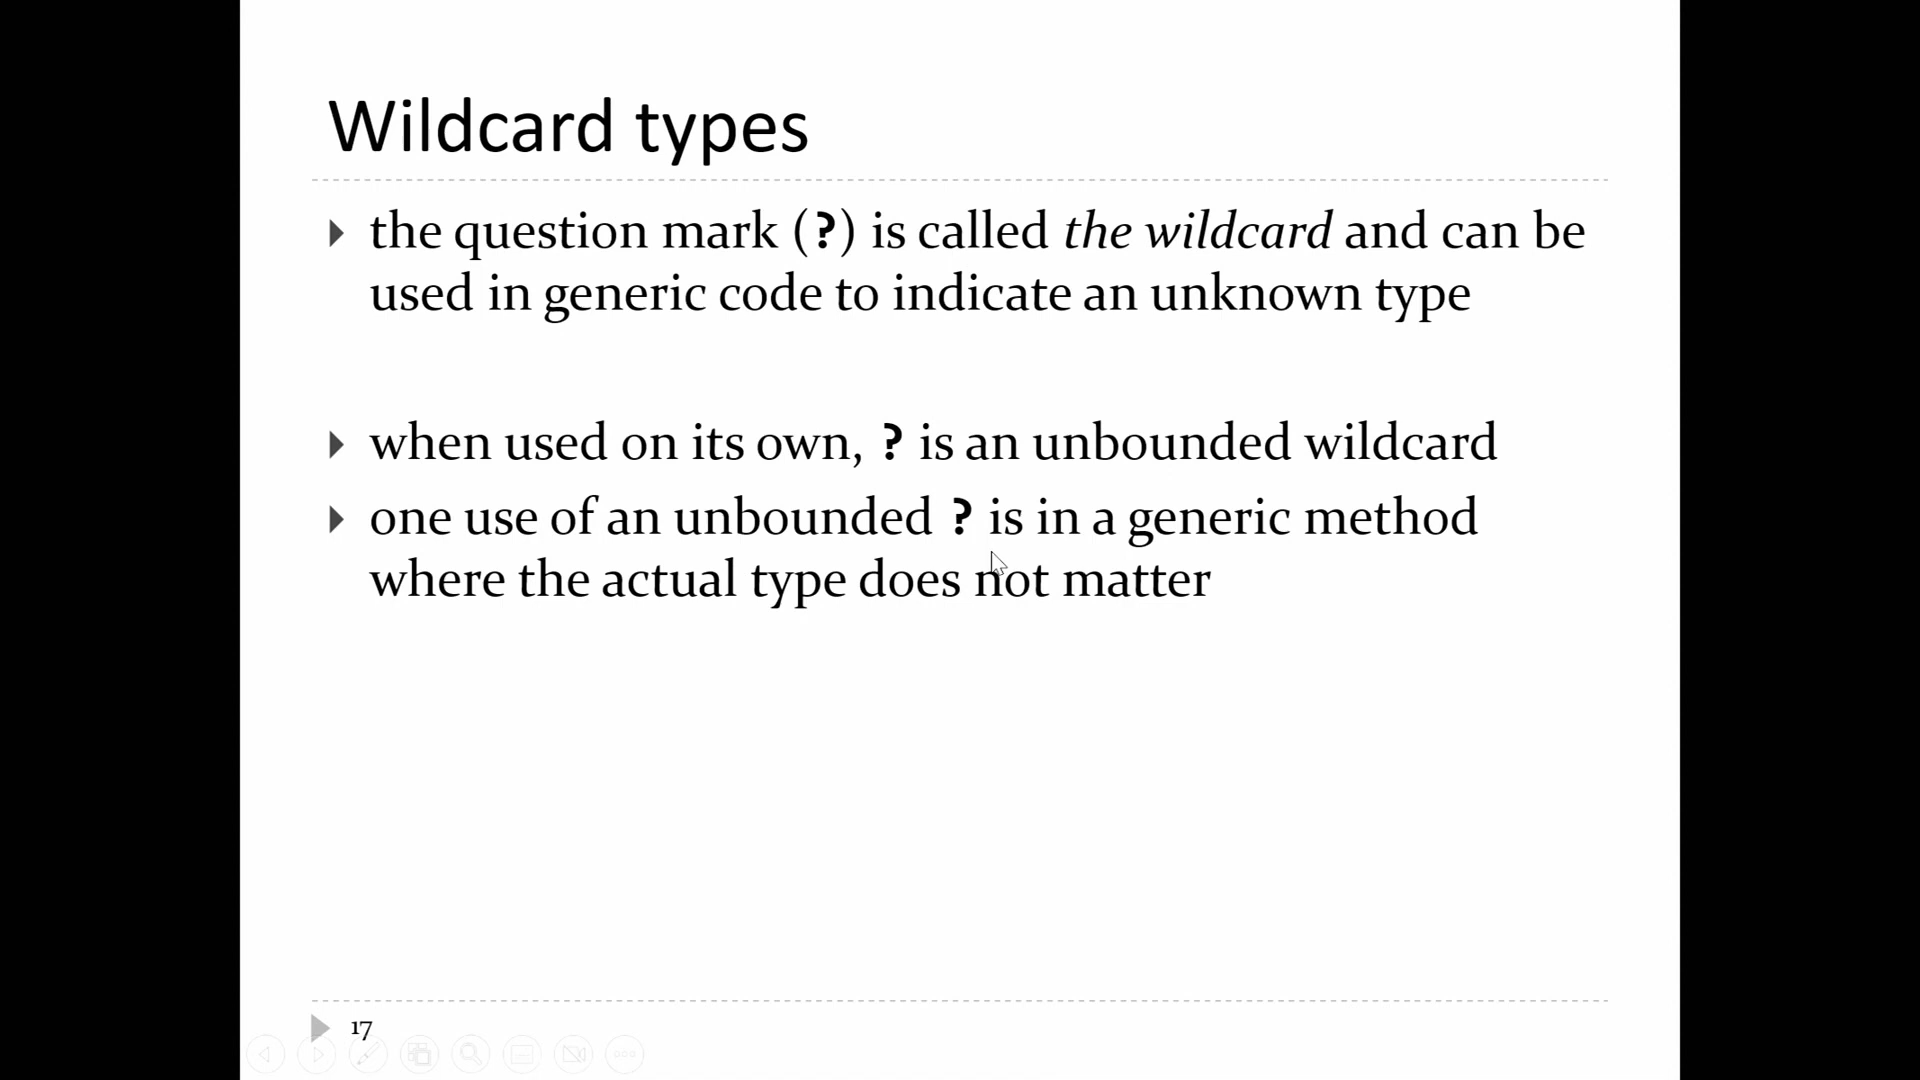 Wildcard types
the question mark (?) is called the wildcard and can be
used in generic code to indicate an unknown type
when used on its own, ? is an unbounded wildcard
one use of an unbounded ? is in a generic method
where the actual type does not matter
17